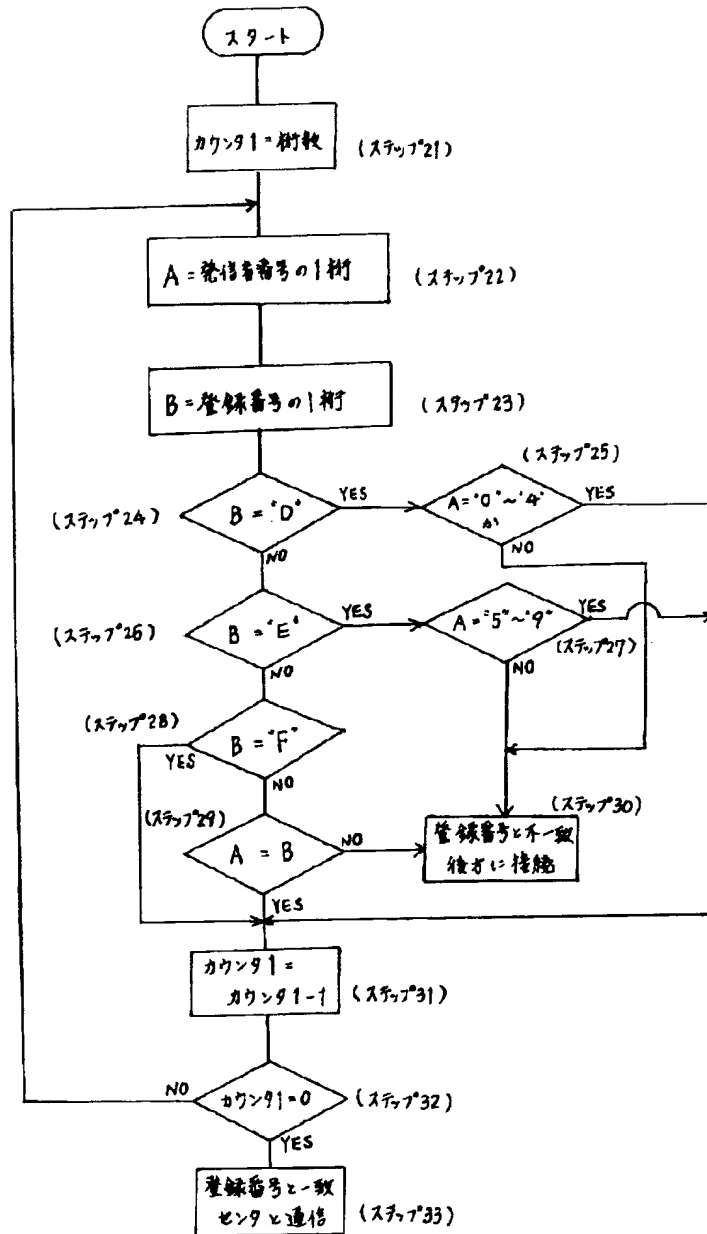 スタート
カウンタ1=桁数
(ステップ21)
A=発信者番号の1桁
(ステップ22)
B=登録番号の1桁
(ステップ23)
(ステップ25)
(ステップ24)
B="D"
YES
A="0"~"4"
か
YES
NO
NO
(ステップ26)
B="E"
YES
A="5"~"9"
YES
(ステップ27)
NO
NO
(ステップ28)
B="F"
YES
NO
(ステップ30)
(ステップ29)
A=B
NO
登録番号と不一致
後方に接続
YES
カウンタ1=
カウンタ1-1
(ステップ31)
NO
カウンタ1=0
(ステップ32)
YES
登録番号と一致
センタと通信
(ステップ33)